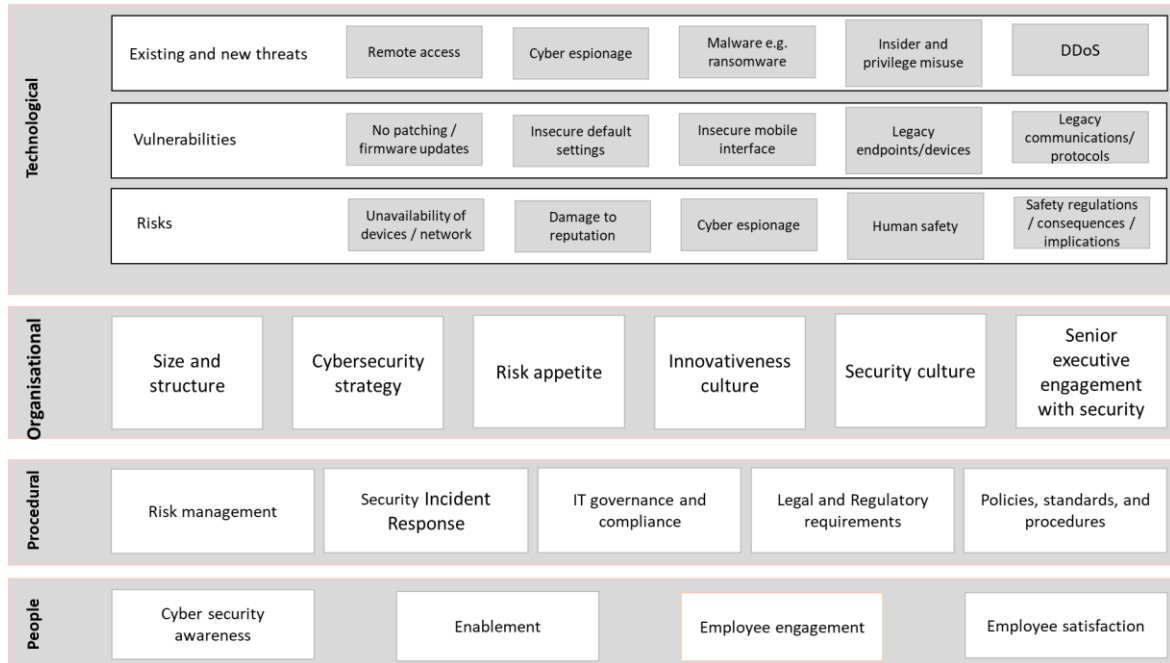 Technological
Existing and new threats
Remote access
Cyber espionage
Malware e.g.
ransomware
Insider and
privilege misuse
DDoS
Vulnerabilities
No patching /
firmware updates
Insecure default
settings
Insecure mobile
interface
Legacy
endpoints/devices
Legacy
communications/
protocols
Risks
Unavailability of
devices / network
Damage to
reputation
Cyber espionage
Human safety
Safety regulations
/ consequences /
implications
Organisational
Size and
structure
Cybersecurity
strategy
Risk appetite
Innovativeness
culture
Security culture
Senior
executive
engagement
with security
Procedural
Risk management
Security Incident
Response
IT governance and
compliance
Legal and Regulatory
requirements
Policies, standards, and
procedures
People
Cyber security
awareness
Enablement
Employee engagement
Employee satisfaction